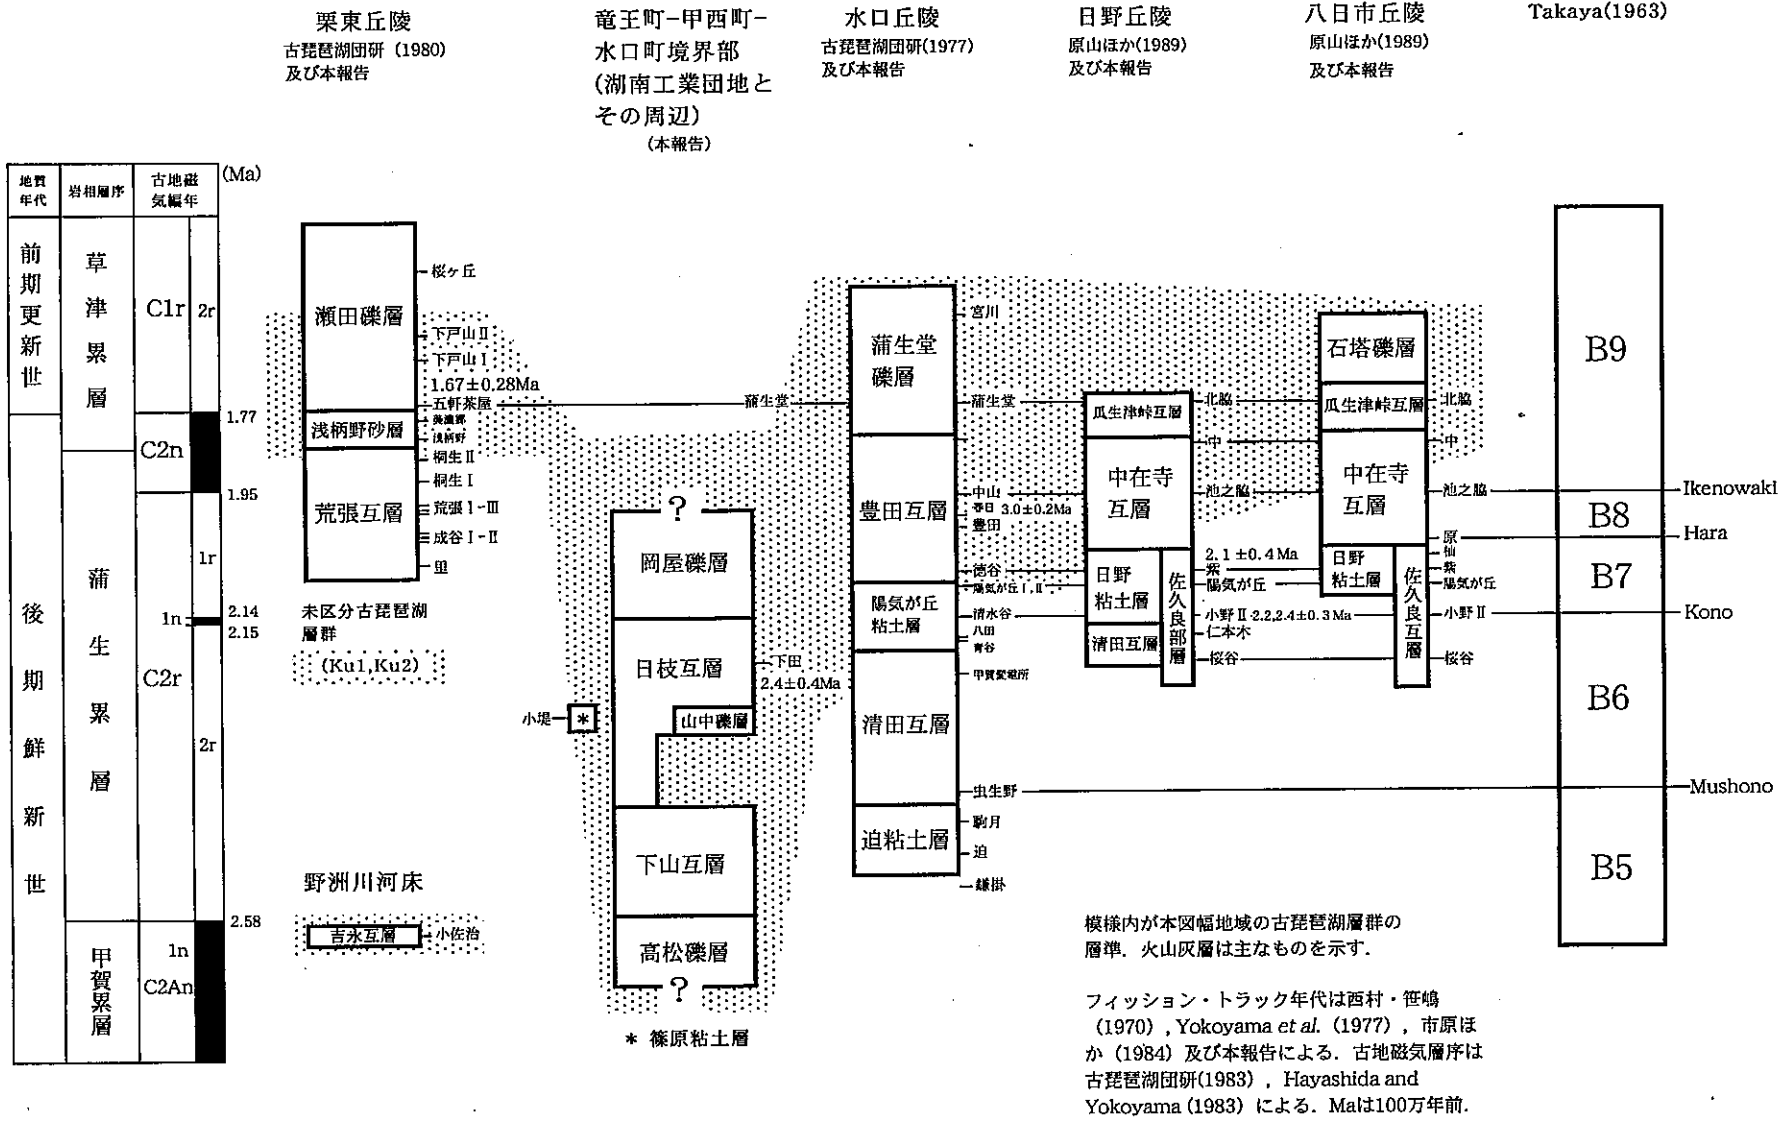 栗東丘陵
古琵琶湖団研 (1980)
及び本報告
竜王町-甲西町-
水口町境界部
(湖南工業団地と
その周辺)
(本報告)
水口丘陵
古琵琶湖団研(1977)
及び本報告
日野丘陵
原山ほか(1989)
及び本報告
八日市丘陵
原山ほか(1989)
及び本報告
Takaya(1963)
地質
年代
岩相層序
古地磁
気編年
(Ma)
前期更新世
後期鮮新世
草津累層
蒲生累層
甲賀累層
C1r
2r
C2n
1r
1n
C2r
2r
1n
C2An
1.77
1.95
2.14
2.15
2.58
瀬田礫層
浅柄野砂層
荒張互層
桜ヶ丘
下戸山Ⅱ
下戸山Ⅰ
1.67±0.28Ma
五軒茶屋
浅柄野
桐生Ⅱ
桐生Ⅰ
荒張Ⅰ-Ⅲ
成谷Ⅰ-Ⅱ
里
未区分古琵琶湖
層群
(Ku1,Ku2)
野洲川河床
吉永互層
小佐治
?
岡屋礫層
日枝互層
下田
2.4±0.4Ma
山中礫層
小堤
*
下山互層
高松礫層
?
* 篠原粘土層
蒲生堂
蒲生堂
礫層
豊田互層
陽気が丘
粘土層
清田互層
迫粘土層
宮川
蒲生堂
中山
春日 3.0±0.2Ma
豊田
徳谷
陽気が丘Ⅰ,Ⅱ
清水谷
八田
青谷
甲賀変電所
虫生野
駒月
迫
鎌掛
瓜生津峠互層
中在寺
互層
日野
粘土層
清田互層
佐久良部層
北脇
中
池之脇
2.1±0.4Ma
紫
陽気が丘
小野Ⅱ 2.2,2.4±0.3Ma
仁本木
桜谷
石塔礫層
瓜生津峠互層
中在寺
互層
日野
粘土層
佐久良互層
北脇
中
池之脇
原
仙
紫
陽気が丘
小野Ⅱ
桜谷
B9
B8
B7
B6
B5
Ikenowaki
Hara
Kono
Mushono
模様内が本図幅地域の古琵琶湖層群の
層準．火山灰層は主なものを示す．
フィッション・トラック年代は西村・笹嶋
(1970) , Yokoyama et al. (1977) , 市原ほ
か (1984) 及び本報告による．古地磁気層序は
古琵琶湖団研(1983) , Hayashida and
Yokoyama (1983) による．Maは100万年前．